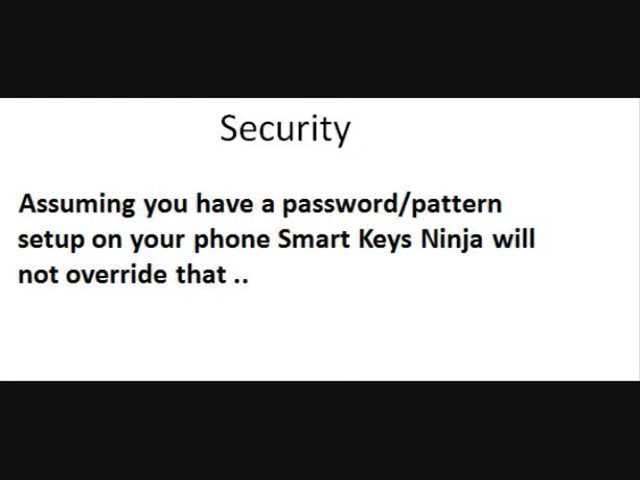 Security
Assuming you have a password/pattern
setup on your phone Smart Keys Ninja will
not override that ..